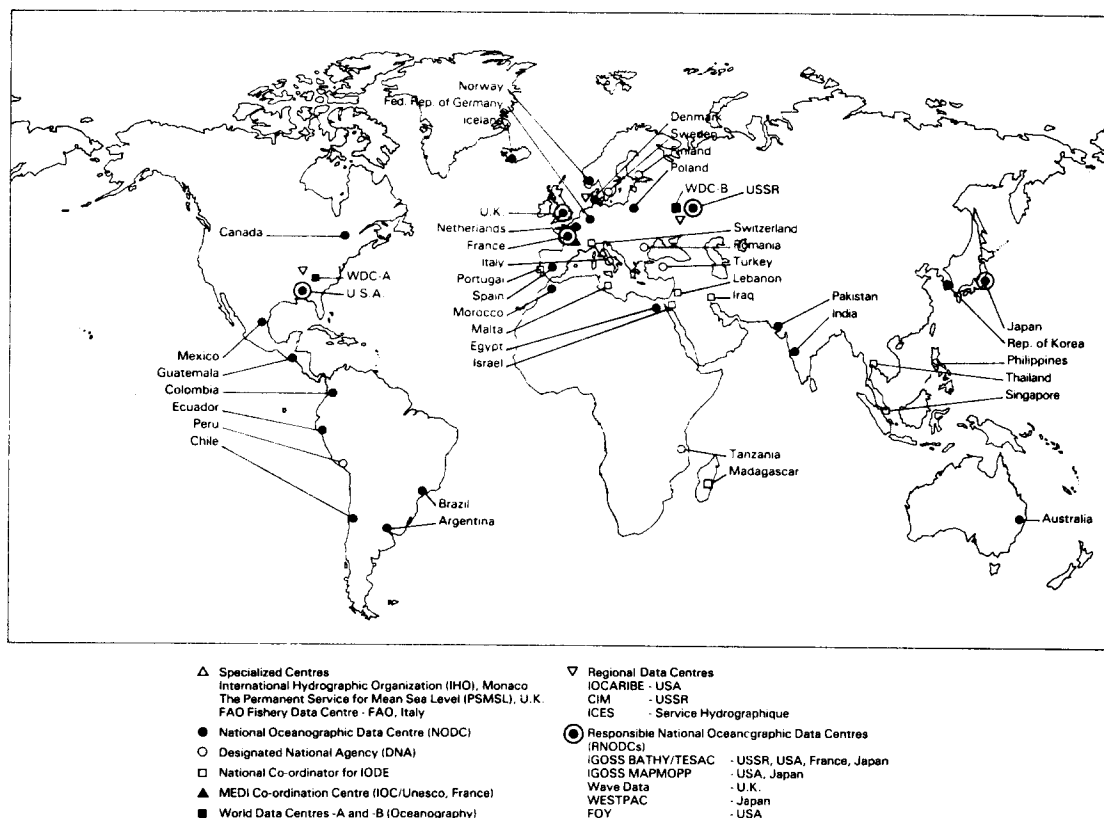 Norway
Fed. Rep. of Germany
Iceland
Denmark
Sweden
Finland
Poland
WDC-B
USSR
U.K.
Netherlands
France
Italy
Portugal
Spain
Morocco
Malta
Egypt
Israel
Switzerland
Romania
Turkey
Lebanon
Iraq
Canada
WDC-A
U.S.A.
Mexico
Guatemala
Colombia
Ecuador
Peru
Chile
Brazil
Argentina
Tanzania
Madagascar
Pakistan
India
Japan
Rep. of Korea
Philippines
Thailand
Singapore
Australia
△ Specialized Centres
International Hydrographic Organization (IHO), Monaco
The Permanent Service for Mean Sea Level (PSMSL), U.K.
FAO Fishery Data Centre - FAO, Italy
● National Oceanographic Data Centre (NODC)
○ Designated National Agency (DNA)
□ National Co-ordinator for IODE
▲ MEDI Co-ordination Centre (IOC/Unesco, France)
■ World Data Centres -A and -B (Oceanography)
▽ Regional Data Centres
IOCARIBE - USA
CIM - USSR
ICES - Service Hydrographique
Responsible National Oceanographic Data Centres
(RNODCs)
IGOSS BATHY/TESAC - USSR, USA, France, Japan
IGOSS MAPMOPP - USA, Japan
Wave Data - U.K.
WESTPAC - Japan
FOY - USA